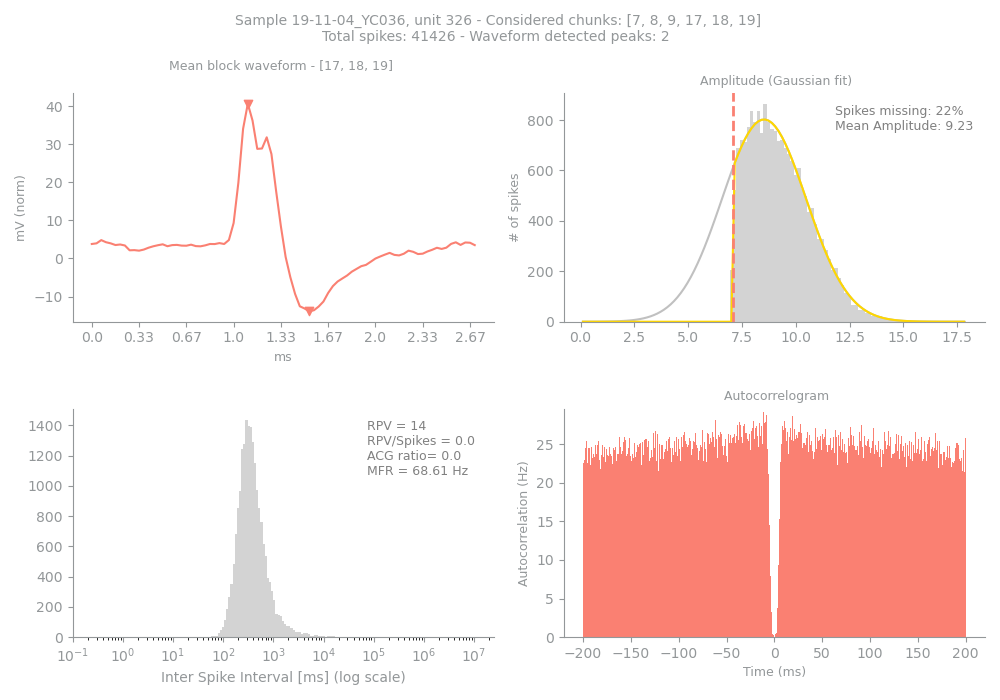 Sample 19-11-04_YC036, unit 326 - Considered chunks: [7, 8, 9, 17, 18, 19]
Total spikes: 41426 - Waveform detected peaks: 2
Mean block waveform - [17, 18, 19]
mV (norm)
40
30
20
10
0
−10
0.0 0.33 0.67 1.0 1.33 1.67 2.0 2.33 2.67
ms
Amplitude (Gaussian fit)
Spikes missing: 22%
Mean Amplitude: 9.23
# of spikes
800
600
400
200
0
0.0 2.5 5.0 7.5 10.0 12.5 15.0 17.5
RPV = 14
RPV/Spikes = 0.0
ACG ratio= 0.0
MFR = 68.61 Hz
1400
1200
1000
800
600
400
200
0
10⁻¹ 10⁰ 10¹ 10² 10³ 10⁴ 10⁵ 10⁶ 10⁷
Inter Spike Interval [ms] (log scale)
Autocorrelogram
Autocorrelation (Hz)
25
20
15
10
5
0
−200 −150 −100 −50 0 50 100 150 200
Time (ms)